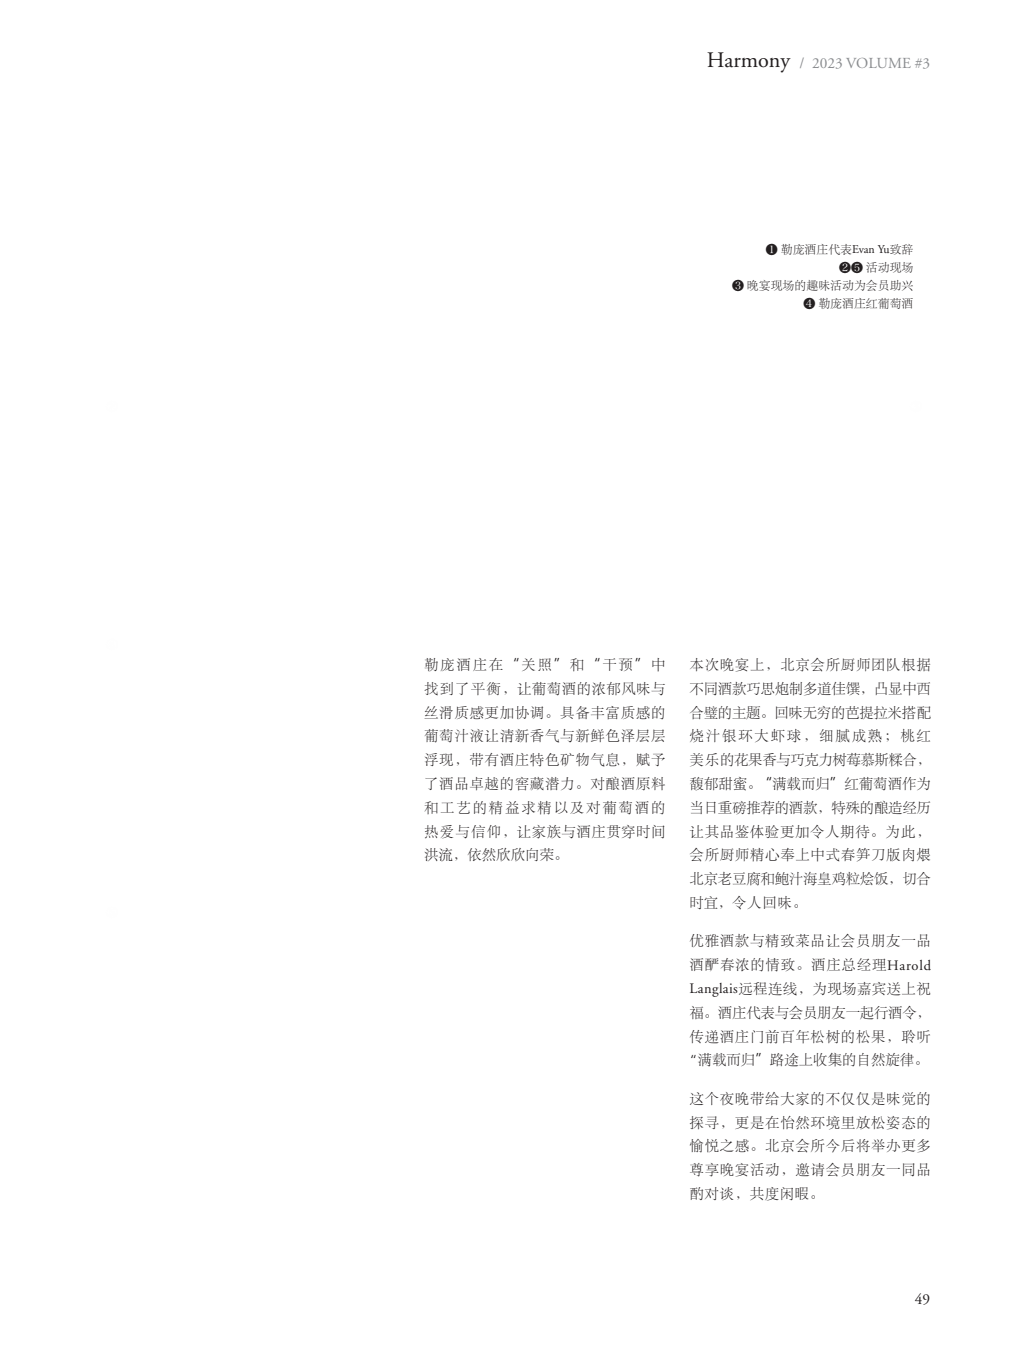 Harmony / 2023 VOLUME #3
❶ 勒庞酒庄代表Evan Yu致辞
❷❺ 活动现场
❸ 晚宴现场的趣味活动为会员助兴
❹ 勒庞酒庄红葡萄酒
勒庞酒庄在“关照”和“干预”中
找到了平衡，让葡萄酒的浓郁风味与
丝滑质感更加协调。具备丰富质感的
葡萄汁液让清新香气与新鲜色泽层层
浮现，带有酒庄特色矿物气息，赋予
了酒品卓越的窖藏潜力。对酿酒原料
和工艺的精益求精以及对葡萄酒的
热爱与信仰，让家族与酒庄贯穿时间
洪流，依然欣欣向荣。
本次晚宴上，北京会所厨师团队根据
不同酒款巧思炮制多道佳馔，凸显中西
合璧的主题。回味无穷的芭提拉米搭配
烧汁银环大虾球，细腻成熟；桃红
美乐的花果香与巧克力树莓慕斯糅合，
馥郁甜蜜。“满载而归”红葡萄酒作为
当日重磅推荐的酒款，特殊的酿造经历
让其品鉴体验更加令人期待。为此，
会所厨师精心奉上中式春笋刀版肉煨
北京老豆腐和鲍汁海皇鸡粒烩饭，切合
时宜，令人回味。
优雅酒款与精致菜品让会员朋友一品
酒酽春浓的情致。酒庄总经理Harold
Langlais远程连线，为现场嘉宾送上祝
福。酒庄代表与会员朋友一起行酒令，
传递酒庄门前百年松树的松果，聆听
“满载而归”路途上收集的自然旋律。
这个夜晚带给大家的不仅仅是味觉的
探寻，更是在怡然环境里放松姿态的
愉悦之感。北京会所今后将举办更多
尊享晚宴活动，邀请会员朋友一同品
酌对谈，共度闲暇。
49